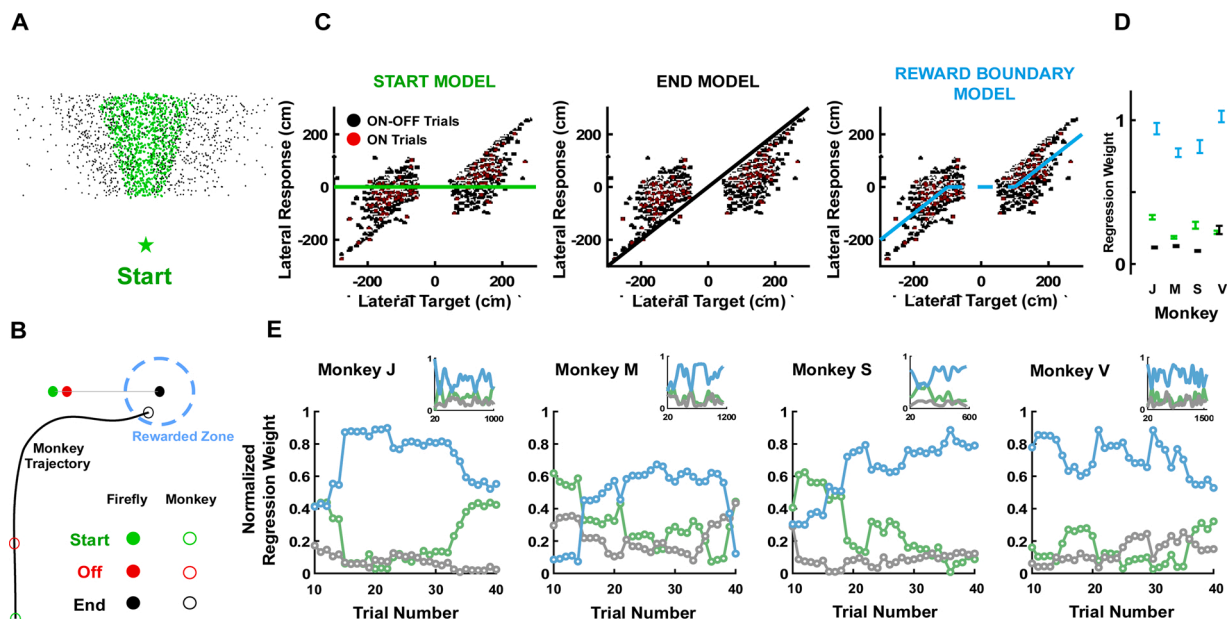 A
Start
B
Rewarded Zone
Monkey
Trajectory
Firefly Monkey
Start
Off
End
C
START MODEL
END MODEL
REWARD BOUNDARY
MODEL
ON-OFF Trials
ON Trials
Lateral Response (cm)
200
0
-200
-200 0 200
Lateral Target (cm)
Lateral Response (cm)
200
0
-200
-200 0 200
Lateral Target (cm)
Lateral Response (cm)
200
0
-200
-200 0 200
Lateral Target (cm)
D
Regression Weight
1
0
J M S V
Monkey
E
Normalized
Regression Weight
Monkey J
1
0
20 1000
1
0.8
0.6
0.4
0.2
0
10 20 30 40
Trial Number
Monkey M
1
0
20 1200
1
0.8
0.6
0.4
0.2
0
10 20 30 40
Trial Number
Monkey S
1
0
20 600
1
0.8
0.6
0.4
0.2
0
10 20 30 40
Trial Number
Monkey V
1
0
20 1500
1
0.8
0.6
0.4
0.2
0
10 20 30 40
Trial Number